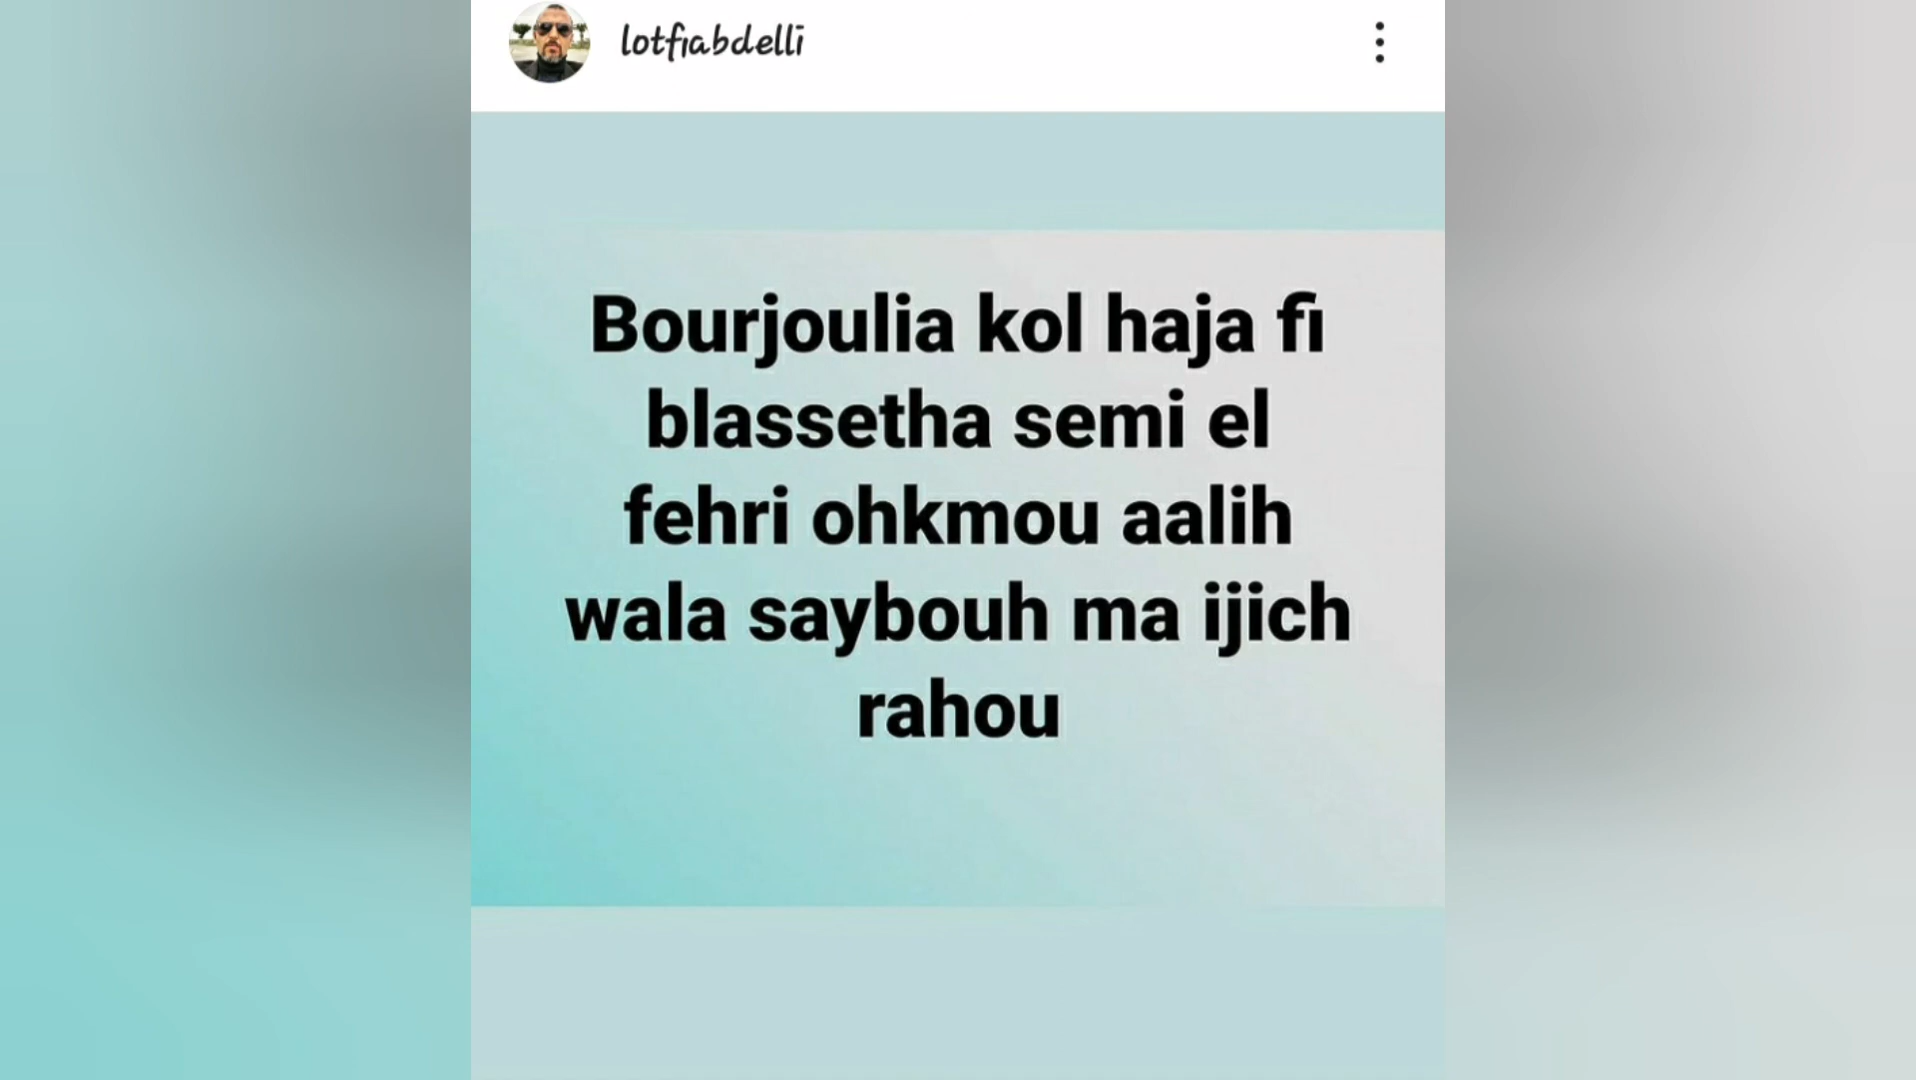 lotfiabdelli
Bourjoulia kol haja fi
blassetha semi el
fehri ohkmou aalih
wala saybouh ma ijich
rahou